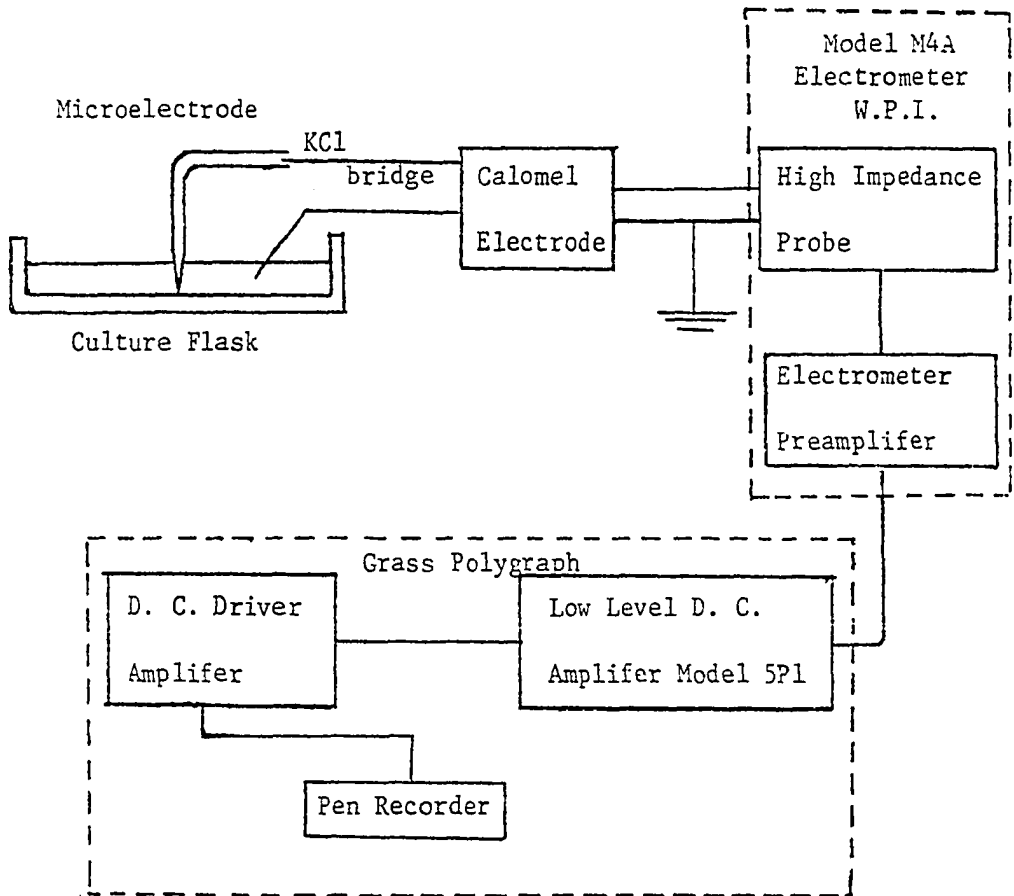 Model M4A
Electrometer
W.P.I.
Microelectrode
KCl
bridge
Calomel
Electrode
High Impedance
Probe
Culture Flask
Electrometer
Preamplifer
Grass Polygraph
D. C. Driver
Amplifer
Low Level D. C.
Amplifer Model 5P1
Pen Recorder